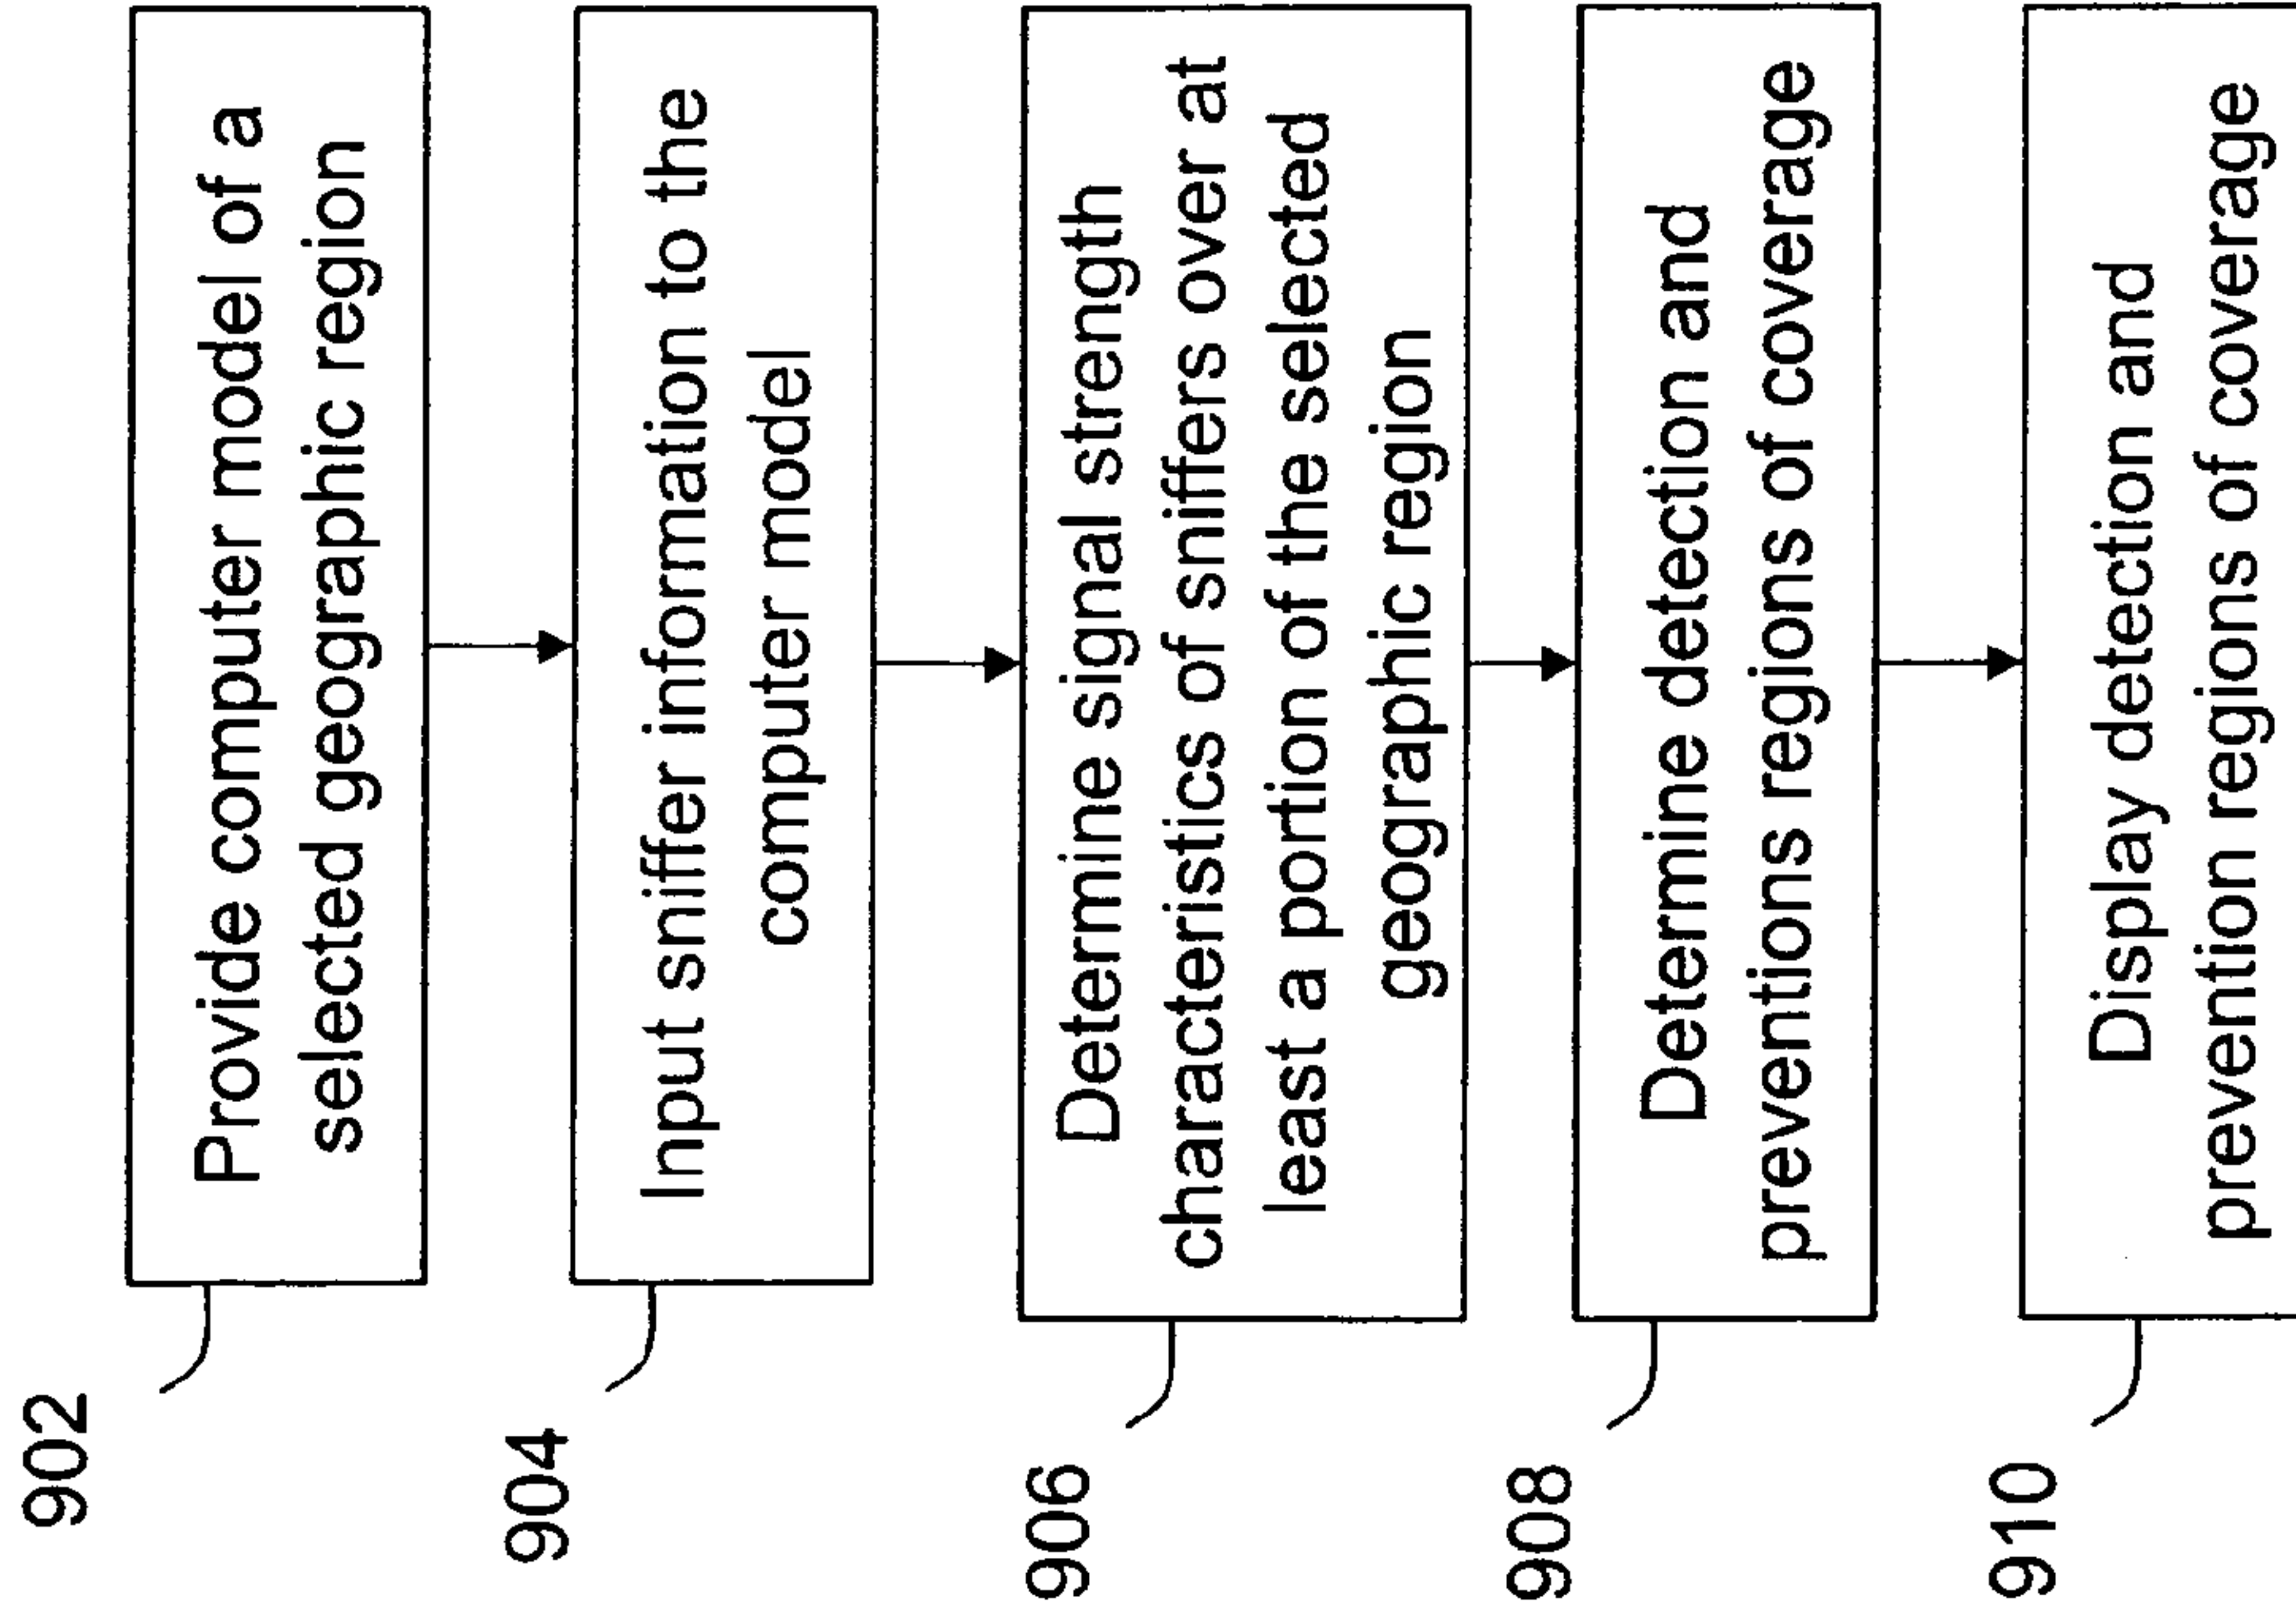 902
Provide computer model of a
selected geographic region
904
Input sniffer information to the
computer model
906
Determine signal strength
characteristics of sniffers over at
least a portion of the selected
geographic region
908
Determine detection and
preventions regions of coverage
910
Display detection and
prevention regions of coverage